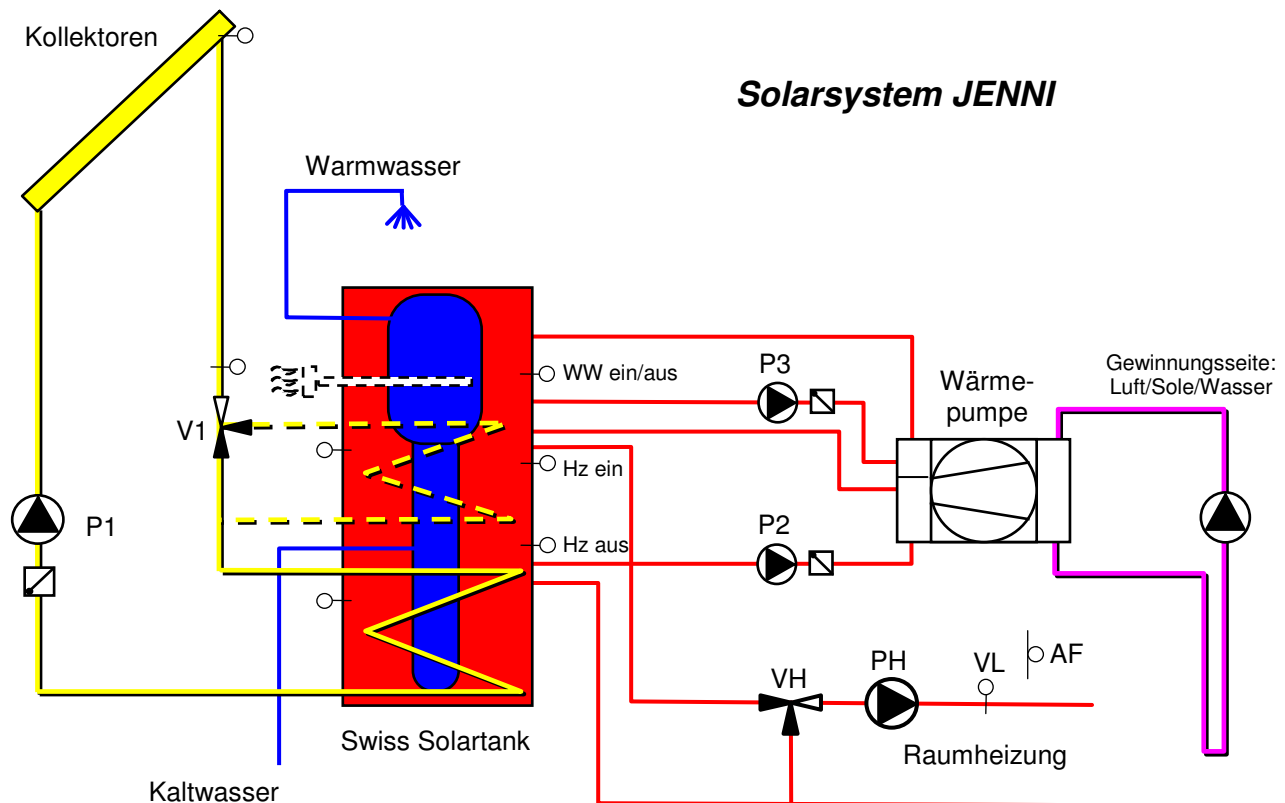 Kollektoren
Solarsystem JENNI
Warmwasser
WW ein/aus
P3
Wärme-
pumpe
Gewinnungsseite:
Luft/Sole/Wasser
V1
Hz ein
P1
P2
Hz aus
VH
PH
VL
AF
Swiss Solartank
Raumheizung
Kaltwasser